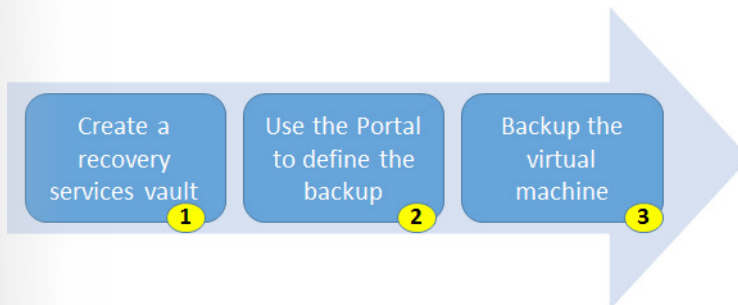 Create a
recovery
services vault
1
Use the Portal
to define the
backup
2
Backup the
virtual
machine
3